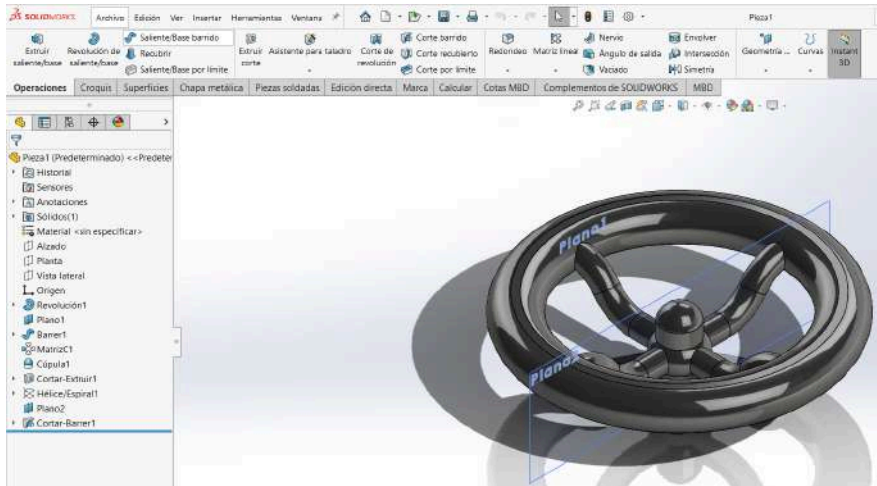 SOLIDWORKS Archivo Edición Ver Insertar Herramientas Ventana Pieza1
Extruir saliente/base
Revolución de saliente/base
Saliente/Base barrido
Recubrir
Saliente/Base por límite
Extruir corte
Asistente para taladro
Corte de revolución
Corte barrido
Corte recubierto
Corte por límite
Redondeo
Matriz lineal
Nervio
Ángulo de salida
Vaciado
Envolver
Intersección
Simetría
Geometría ...
Curvas
Instant 3D
Operaciones Croquis Superficies Chapa metálica Piezas soldadas Edición directa Marca Calcular Cotas MBD Complementos de SOLIDWORKS MBD
Pieza1 (Predeterminado) <<Predeter
Historial
Sensores
Anotaciones
Sólidos(1)
Material <sin especificar>
Alzado
Planta
Vista lateral
Origen
Revolución1
Plano1
Barrer1
MatrizC1
Cúpula1
Cortar-Extruir1
Hélice/Espiral1
Plano2
Cortar-Barrer1
Plano1
Plano2